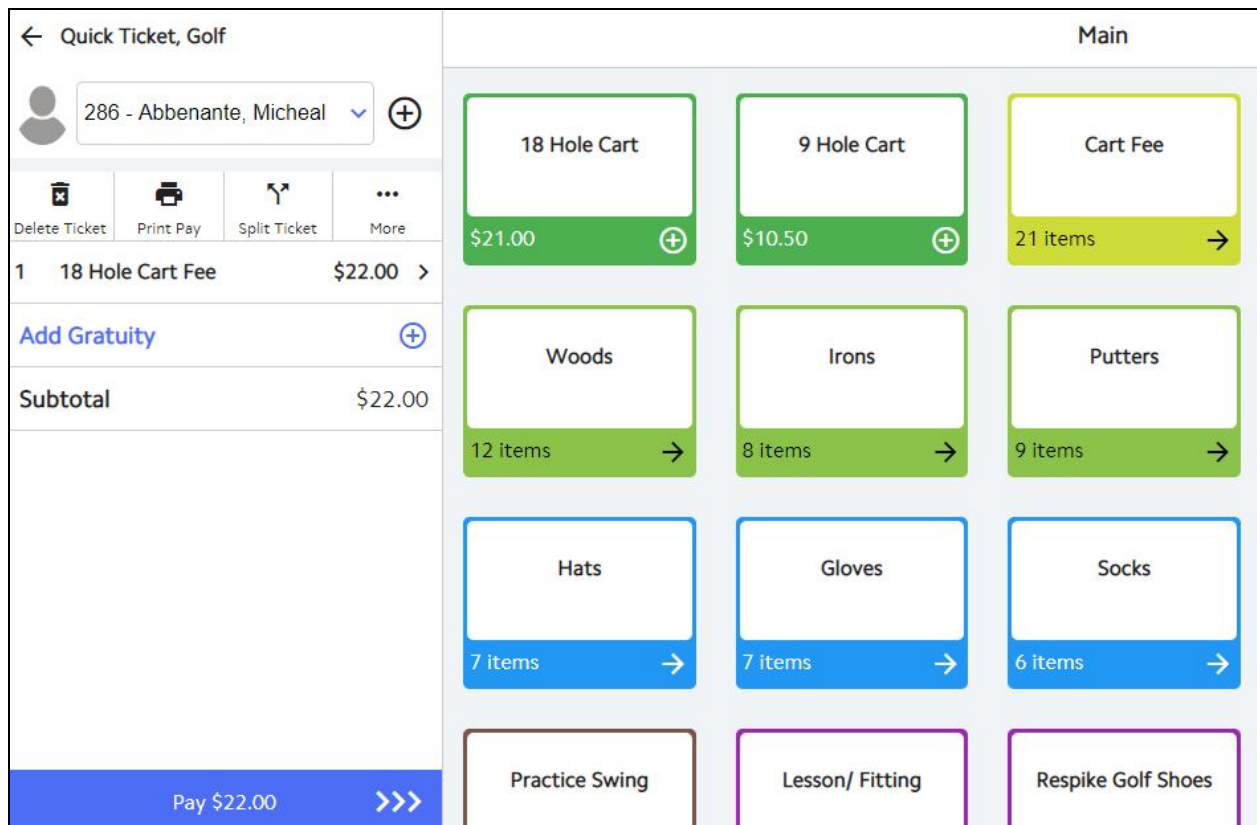 Quick Ticket, Golf
286 - Abbenante, Micheal
Delete Ticket Print Pay Split Ticket More
1 18 Hole Cart Fee $22.00
Add Gratuity
Subtotal $22.00
Pay $22.00
Main
18 Hole Cart 9 Hole Cart Cart Fee
$21.00 $10.50 21 items
Woods Irons Putters
12 items 8 items 9 items
Hats Gloves Socks
7 items 7 items 6 items
Practice Swing Lesson/ Fitting Respike Golf Shoes